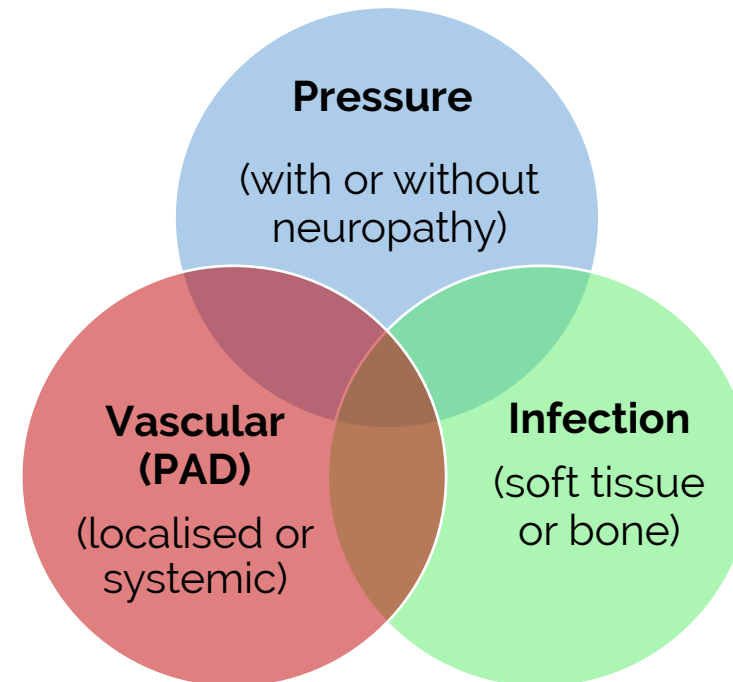 Pressure
(with or without
neuropathy)
Vascular
(PAD)
(localised or
systemic)
Infection
(soft tissue
or bone)